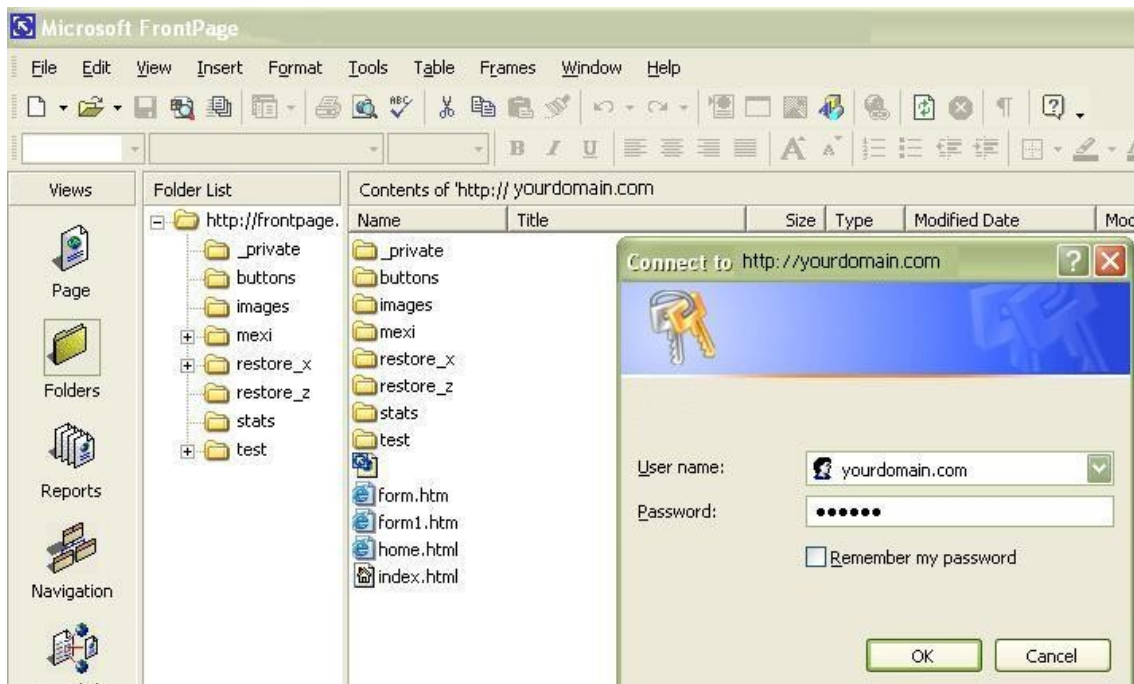 Microsoft FrontPage
File Edit View Insert Format Tools Table Frames Window Help
ABC
B I U A A
Views
Folder List
Contents of 'http:// yourdomain.com
http://frontpage.
Name Title Size Type Modified Date Mod
_private
buttons
images
mexi
restore_x
restore_z
stats
test
_private
buttons
images
mexi
restore_x
restore_z
stats
test
form.htm
form1.htm
home.html
index.html
Page
Folders
Reports
Navigation
Connect to http://yourdomain.com
User name: yourdomain.com
Password: ••••••
Remember my password
OK Cancel